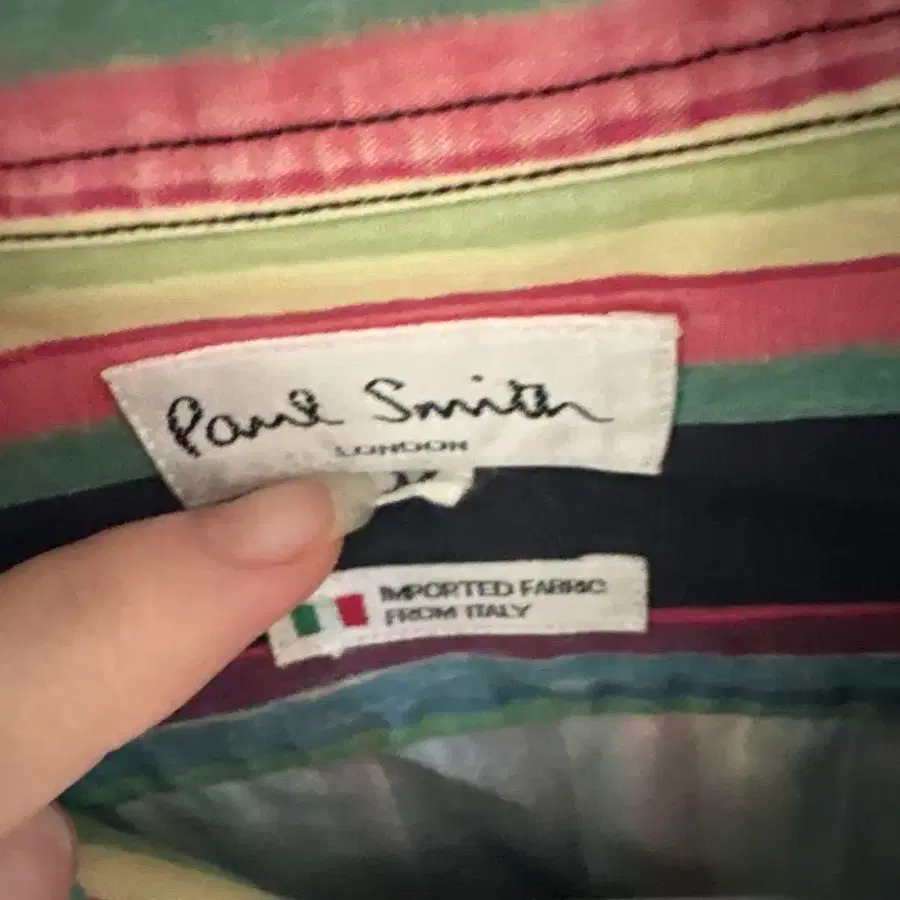 Paul Smith
LONDON
IMPORTED FABRIC
FROM ITALY